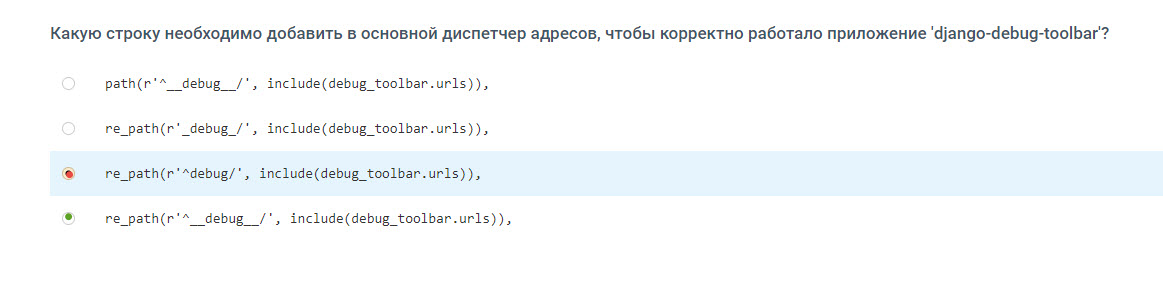 Какую строку необходимо добавить в основной диспетчер адресов, чтобы корректно работало приложение 'django-debug-toolbar'?
path(r'^__debug__/', include(debug_toolbar.urls)),
re_path(r'_debug_/', include(debug_toolbar.urls)),
re_path(r'^debug/', include(debug_toolbar.urls)),
re_path(r'^__debug__/', include(debug_toolbar.urls)),